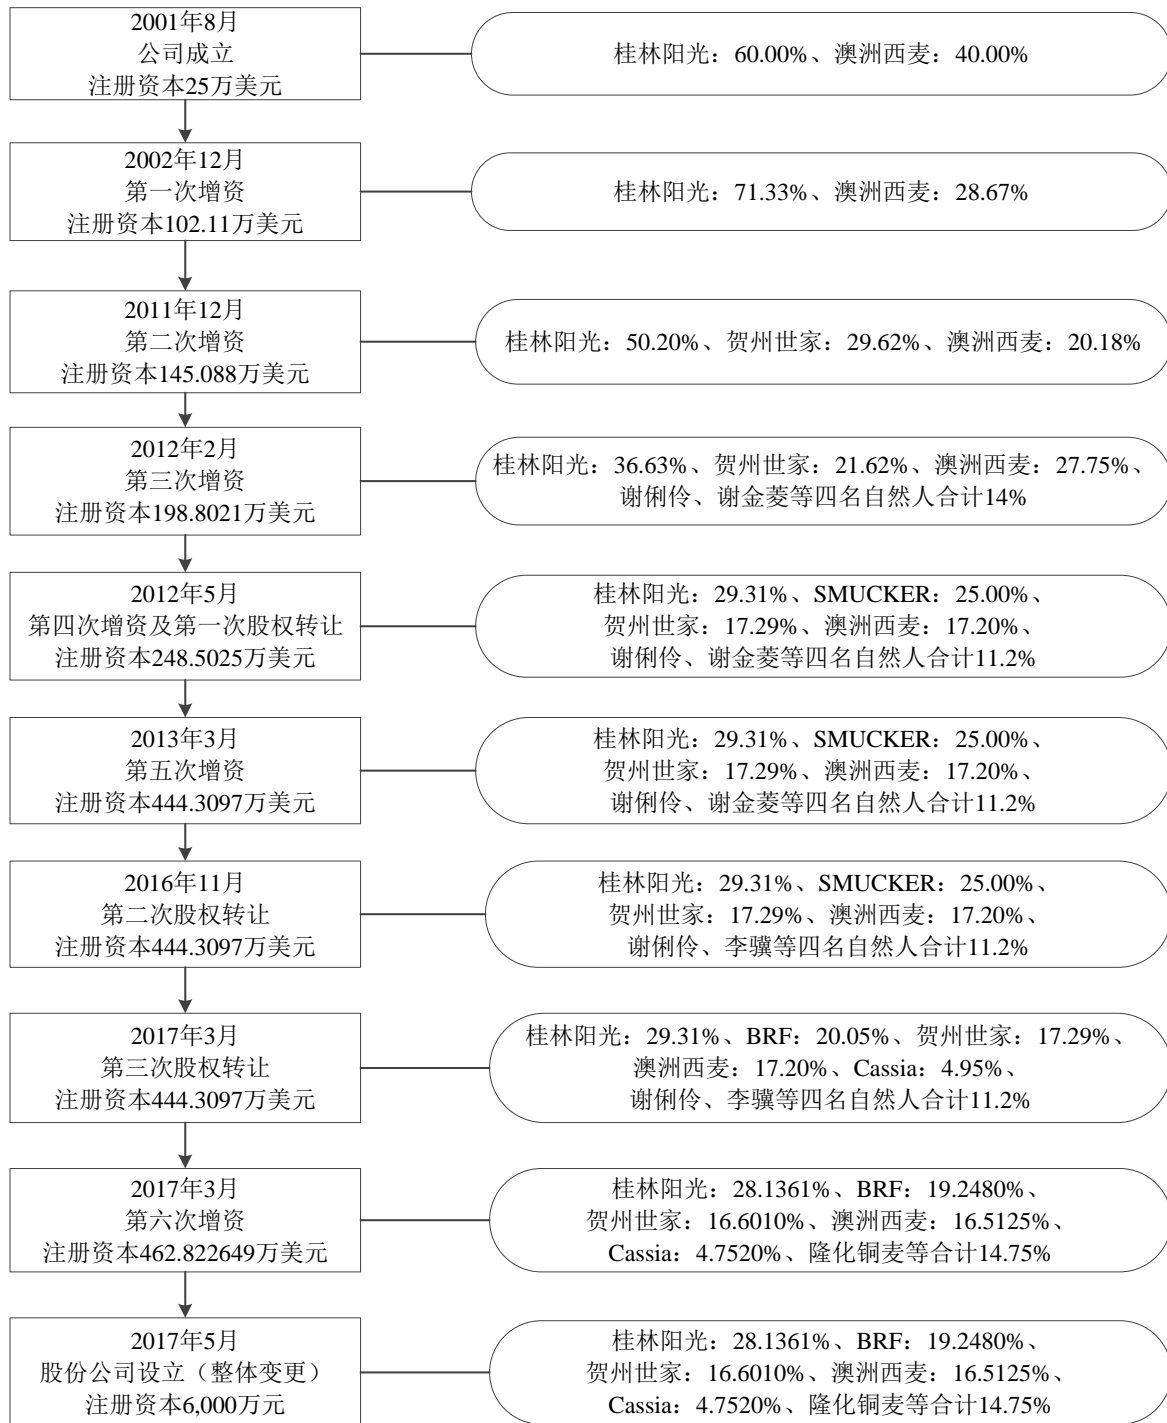 2001年8月
公司成立
注册资本25万美元
桂林阳光：60.00%、澳洲西麦：40.00%
2002年12月
第一次增资
注册资本102.11万美元
桂林阳光：71.33%、澳洲西麦：28.67%
2011年12月
第二次增资
注册资本145.088万美元
桂林阳光：50.20%、贺州世家：29.62%、澳洲西麦：20.18%
2012年2月
第三次增资
注册资本198.8021万美元
桂林阳光：36.63%、贺州世家：21.62%、澳洲西麦：27.75%、
谢俐伶、谢金菱等四名自然人合计14%
2012年5月
第四次增资及第一次股权转让
注册资本248.5025万美元
桂林阳光：29.31%、SMUCKER：25.00%、
贺州世家：17.29%、澳洲西麦：17.20%、
谢俐伶、谢金菱等四名自然人合计11.2%
2013年3月
第五次增资
注册资本444.3097万美元
桂林阳光：29.31%、SMUCKER：25.00%、
贺州世家：17.29%、澳洲西麦：17.20%、
谢俐伶、谢金菱等四名自然人合计11.2%
2016年11月
第二次股权转让
注册资本444.3097万美元
桂林阳光：29.31%、SMUCKER：25.00%、
贺州世家：17.29%、澳洲西麦：17.20%、
谢俐伶、李骥等四名自然人合计11.2%
2017年3月
第三次股权转让
注册资本444.3097万美元
桂林阳光：29.31%、BRF：20.05%、贺州世家：17.29%、
澳洲西麦：17.20%、Cassia：4.95%、
谢俐伶、李骥等四名自然人合计11.2%
2017年3月
第六次增资
注册资本462.822649万美元
桂林阳光：28.1361%、BRF：19.2480%、
贺州世家：16.6010%、澳洲西麦：16.5125%、
Cassia：4.7520%、隆化铜麦等合计14.75%
2017年5月
股份公司设立（整体变更）
注册资本6,000万元
桂林阳光：28.1361%、BRF：19.2480%、
贺州世家：16.6010%、澳洲西麦：16.5125%、
Cassia：4.7520%、隆化铜麦等合计14.75%